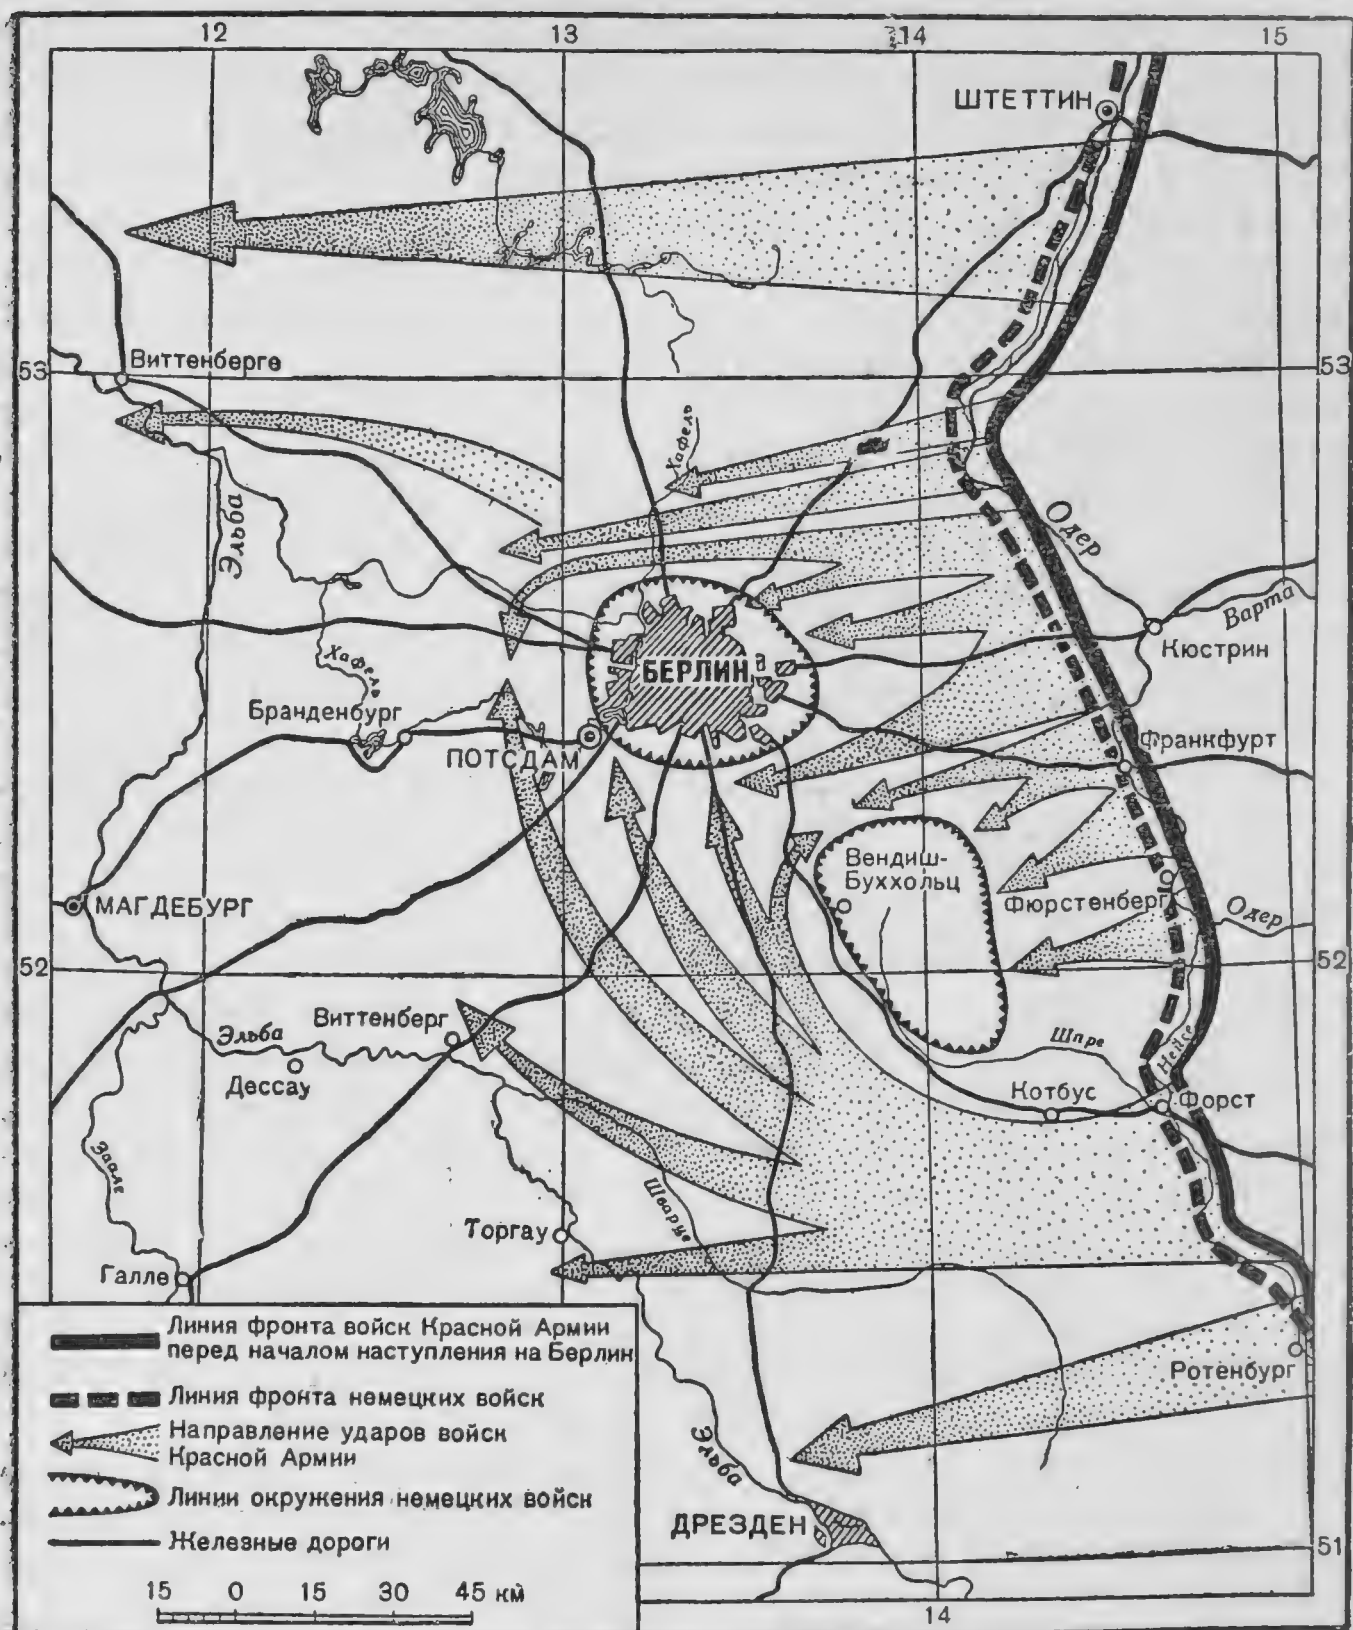 12 13 14 15
ШТЕТТИН
53 Виттенберге 53
Хафель
Эльба
Одер
Варта
Кюстрин
Хафель
БЕРЛИН
Бранденбург
ПОТСДАМ
Франкфурт
Вендиш-
Буххольц
МАГДЕБУРГ
Фюрстенберг
Одер
52 52
Виттенберг
Эльба
Дессау
Шпре
Нейсе
Котбус
Форст
Заале
Шварце
Торгау
Галле
Ротенбург
Эльба
ДРЕЗДЕН
51
14
Линия фронта войск Красной Армии
перед началом наступления на Берлин
Линия фронта немецких войск
Направление ударов войск
Красной Армии
Линии окружения немецких войск
Железные дороги
15 0 15 30 45 км